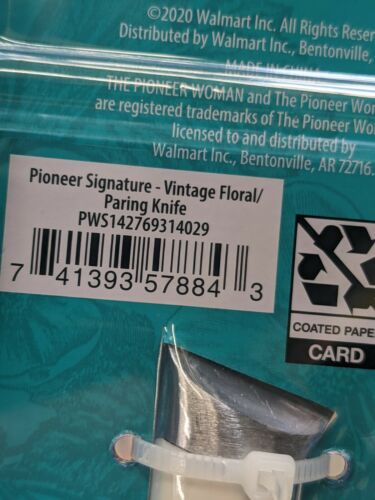 ©2020 Walmart Inc. All Rights Reser
Distributed by Walmart Inc., Bentonville,
MADE IN CHINA
THE PIONEER WOMAN and The Pioneer Wo
are registered trademarks of The Pioneer Wo
licensed to and distributed by
Walmart Inc., Bentonville, AR 72716.
Pioneer Signature - Vintage Floral/
Paring Knife
PWS142769314029
7 41393 57884 3
COATED PAPE
CARD